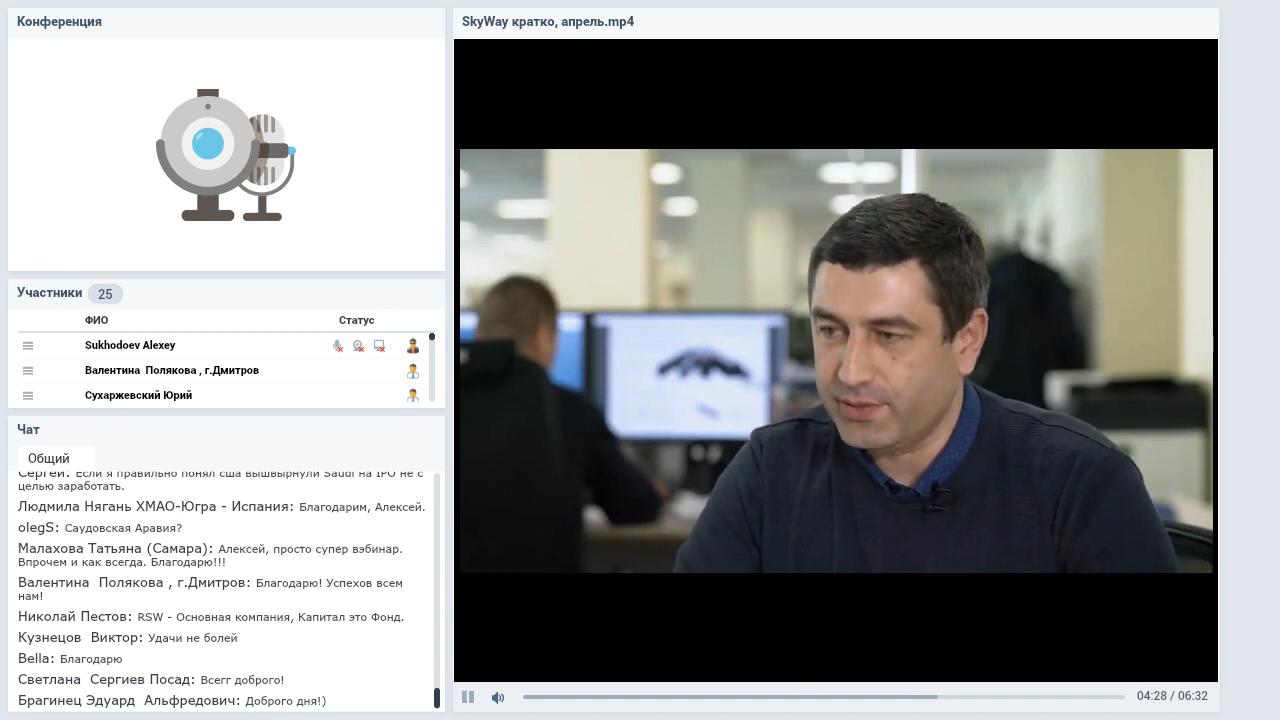 Конференция
SkyWay кратко, апрель.mp4
Участники 25
ФИО Статус
Sukhodoev Alexey
Валентина Полякова , г.Дмитров
Сухаржевский Юрий
Чат
Общий
Сергей: Если я правильно понял сша вышвырнули Saudi на IPO не с
целью заработать.
Людмила Нягань ХМАО-Югра - Испания: Благодарим, Алексей.
olegS: Саудовская Аравия?
Малахова Татьяна (Самара): Алексей, просто супер вэбинар.
Впрочем и как всегда. Благодарю!!!
Валентина Полякова , г.Дмитров: Благодарю! Успехов всем
нам!
Николай Пестов: RSW - Основная компания, Капитал это Фонд.
Кузнецов Виктор: Удачи не болей
Bella: Благодарю
Светлана Сергиев Посад: Всегг доброго!
Брагинец Эдуард Альфредович: Доброго дня!)
04:28 / 06:32